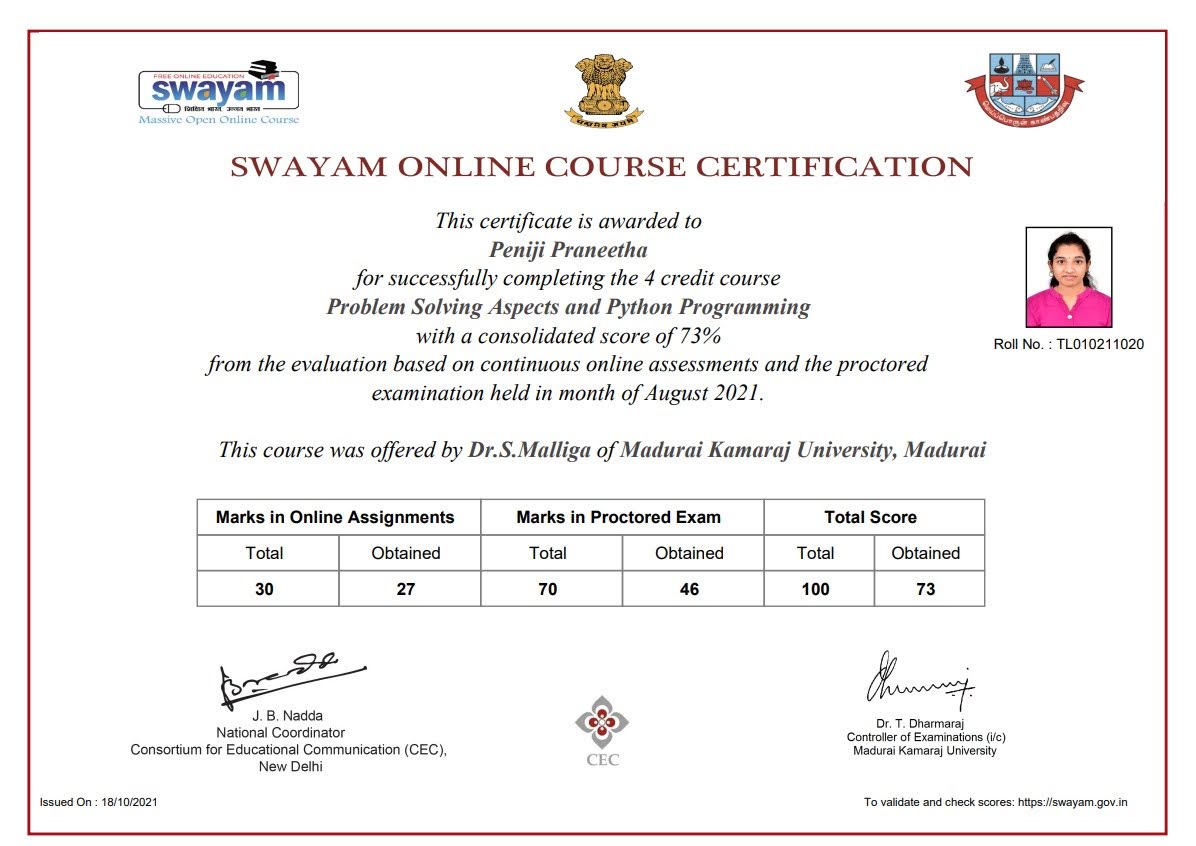 FREE ONLINE EDUCATION
swayam
शिक्षित भारत, उन्नत भारत
Massive Open Online Course
सत्यमेव जयते
SWAYAM ONLINE COURSE CERTIFICATION
This certificate is awarded to
Peniji Praneetha
for successfully completing the 4 credit course
Problem Solving Aspects and Python Programming
with a consolidated score of 73%
from the evaluation based on continuous online assessments and the proctored
examination held in month of August 2021.
Roll No. : TL010211020
This course was offered by Dr.S.Malliga of Madurai Kamaraj University, Madurai
Marks in Online Assignments Marks in Proctored Exam Total Score
Total Obtained Total Obtained Total Obtained
30 27 70 46 100 73
J. B. Nadda
National Coordinator
Consortium for Educational Communication (CEC),
New Delhi
CEC
Dr. T. Dharmaraj
Controller of Examinations (i/c)
Madurai Kamaraj University
Issued On : 18/10/2021
To validate and check scores: https://swayam.gov.in